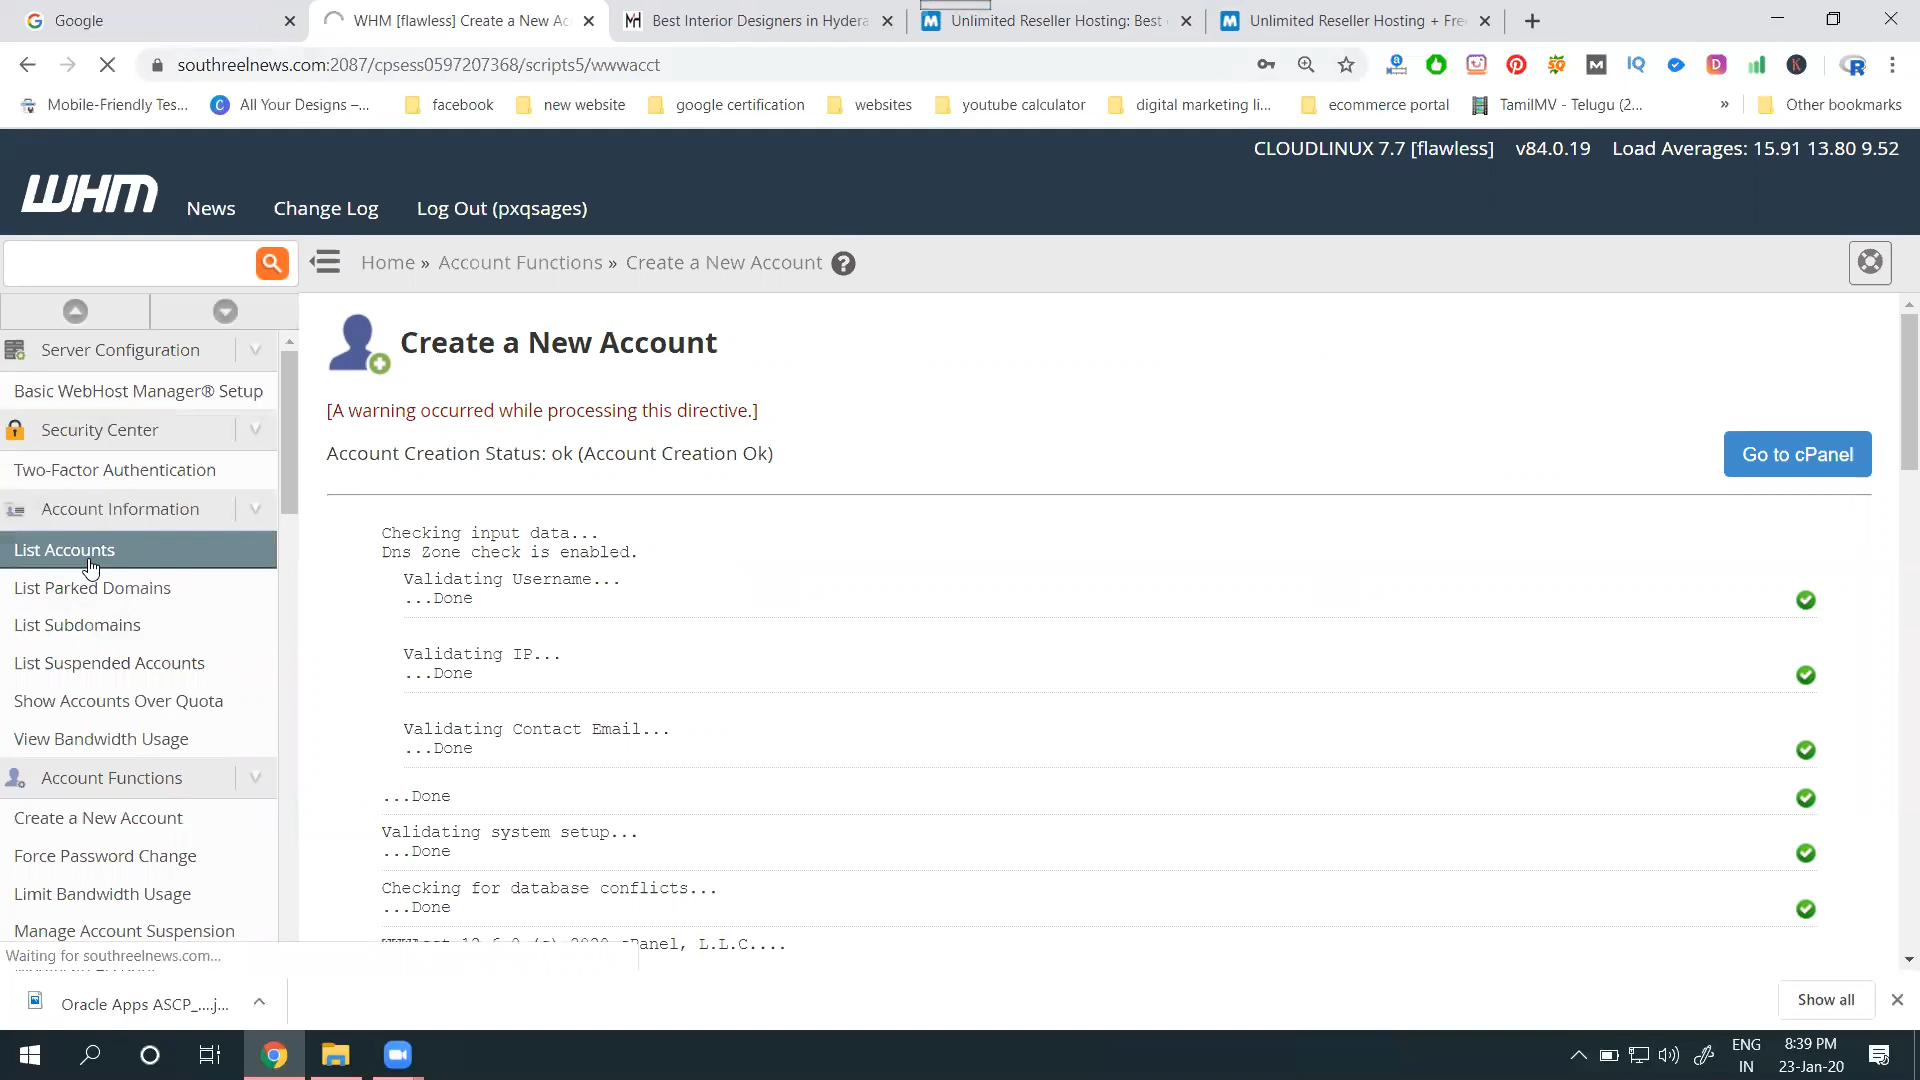 Google
WHM [flawless] Create a New Ac
Best Interior Designers in Hydera
Unlimited Reseller Hosting: Best
Unlimited Reseller Hosting + Fre
southreelnews.com:2087/cpsess0597207368/scripts5/wwwacct
Mobile-Friendly Tes...
All Your Designs –...
facebook
new website
google certification
websites
youtube calculator
digital marketing li...
ecommerce portal
TamilMV - Telugu (2...
»
Other bookmarks
CLOUDLINUX 7.7 [flawless] v84.0.19 Load Averages: 15.91 13.80 9.52
WHM
News
Change Log
Log Out (pxqsages)
Home » Account Functions » Create a New Account
Server Configuration
Basic WebHost Manager® Setup
Security Center
Two-Factor Authentication
Account Information
List Accounts
List Parked Domains
List Subdomains
List Suspended Accounts
Show Accounts Over Quota
View Bandwidth Usage
Account Functions
Create a New Account
Force Password Change
Limit Bandwidth Usage
Manage Account Suspension
Waiting for southreelnews.com...
Create a New Account
[A warning occurred while processing this directive.]
Account Creation Status: ok (Account Creation Ok)
Go to cPanel
Checking input data...
Dns Zone check is enabled.
Validating Username...
...Done
Validating IP...
...Done
Validating Contact Email...
...Done
...Done
Validating system setup...
...Done
Checking for database conflicts...
...Done
2020 cPanel, L.L.C....
Oracle Apps ASCP_....j...
Show all
ENG
IN
8:39 PM
23-Jan-20